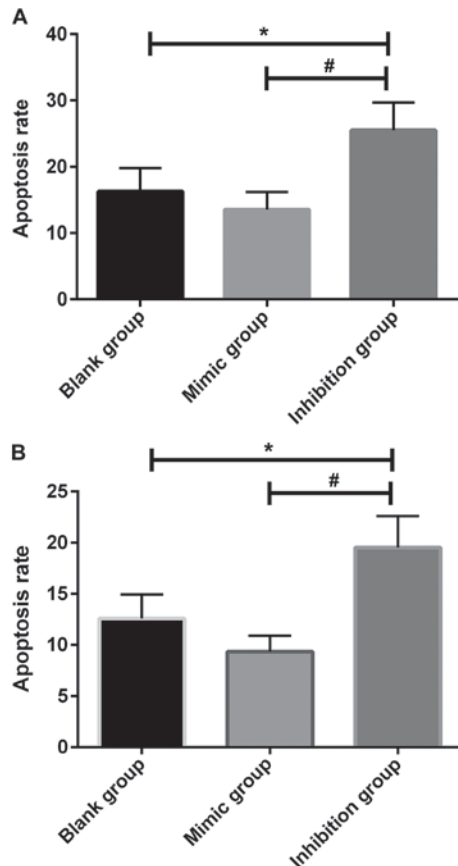 A
*
#
40
30
20
10
0
Apoptosis rate
Blank group
Mimic group
Inhibition group
B
*
#
25
20
15
10
5
0
Apoptosis rate
Blank group
Mimic group
Inhibition group